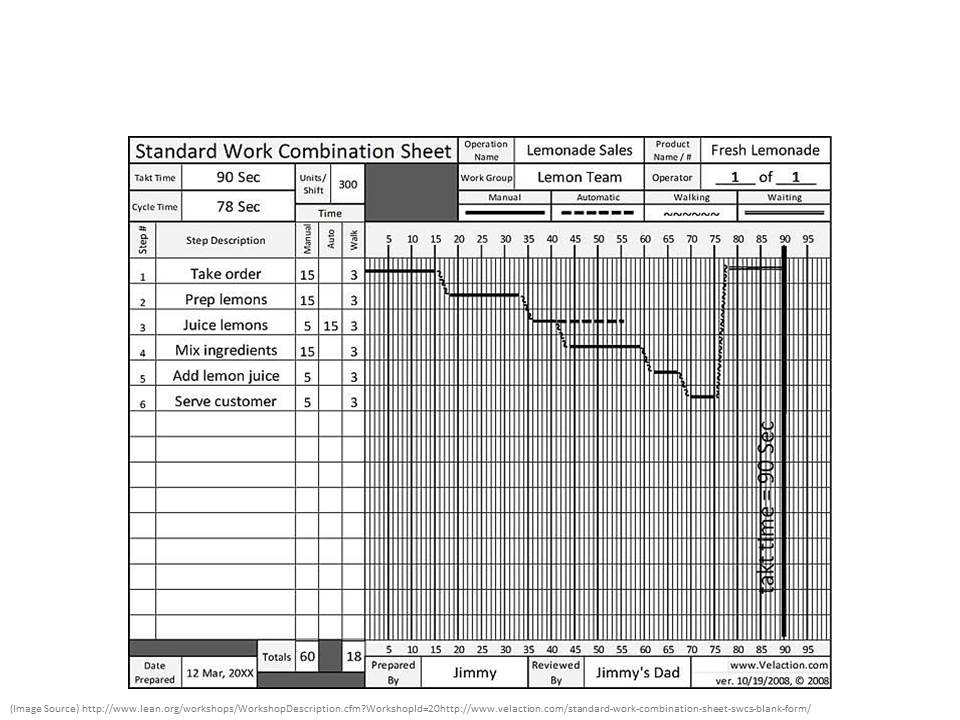 Standard Work Combination Sheet
Operation Name
Lemonade Sales
Product Name / #
Fresh Lemonade
Takt Time
90 Sec
Units/ Shift
300
Work Group
Lemon Team
Operator
1 of 1
Cycle Time
78 Sec
Time
Manual
Automatic
Walking
Waiting
Step #
Step Description
Manual
Auto
Walk
5 10 15 20 25 30 35 40 45 50 55 60 65 70 75 80 85 90 95
1 Take order 15 3
2 Prep lemons 15 3
3 Juice lemons 5 15 3
4 Mix ingredients 15 3
5 Add lemon juice 5 3
6 Serve customer 5 3
takt time = 90 Sec
Totals 60 18
5 10 15 20 25 30 35 40 45 50 55 60 65 70 75 80 85 90 95
Date Prepared
12 Mar, 20XX
Prepared By
Jimmy
Reviewed By
Jimmy's Dad
www.Velaction.com
ver. 10/19/2008, © 2008
(Image Source) http://www.lean.org/workshops/WorkshopDescription.cfm?WorkshopId=20http://www.velaction.com/standard-work-combination-sheet-swcs-blank-form/